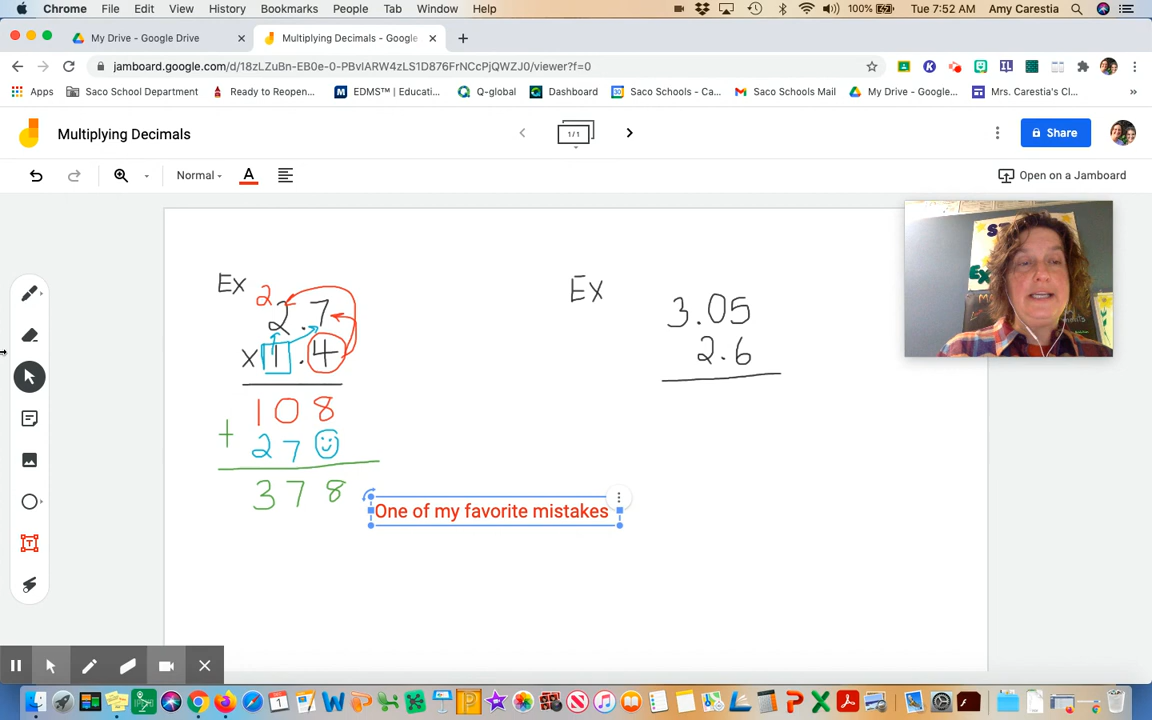 Chrome File Edit View History Bookmarks People Tab Window Help 100% Tue 7:52 AM Amy Carestia
My Drive - Google Drive
Multiplying Decimals - Google
jamboard.google.com/d/18zLZuBn-EB0e-0-PBvIARW4zLS1D876FrNCcPjQWZJ0/viewer?f=0
Apps Saco School Department Ready to Reopen... EDMS™ | Educati... Q-global Dashboard Saco Schools - Ca... Saco Schools Mail My Drive - Google... Mrs. Carestia's Cl... »
Multiplying Decimals
1/1
Share
Normal A
Open on a Jamboard
Ex
2
2.7
x 1.4
108
+ 27
378
One of my favorite mistakes
EX
3.05
2.6